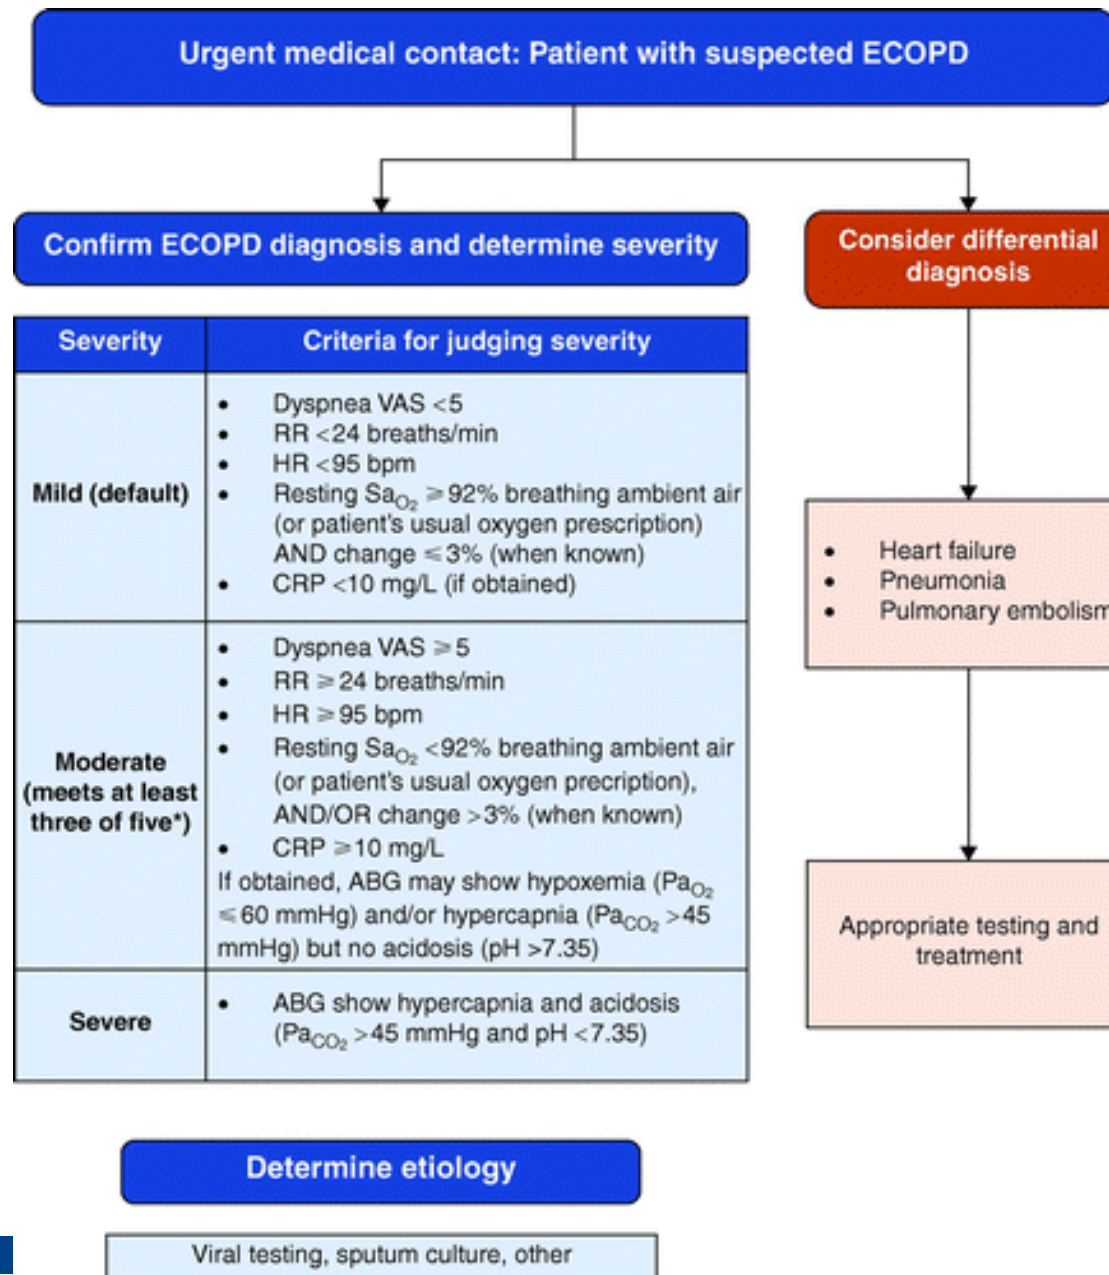 Urgent medical contact: Patient with suspected ECOPD
Confirm ECOPD diagnosis and determine severity
Severity
Criteria for judging severity
Mild (default)
• Dyspnea VAS <5
• RR <24 breaths/min
• HR <95 bpm
• Resting SaO₂ ⩾92% breathing ambient air
(or patient's usual oxygen prescription)
AND change ⩽3% (when known)
• CRP <10 mg/L (if obtained)
Moderate
(meets at least
three of five*)
• Dyspnea VAS ⩾5
• RR ⩾24 breaths/min
• HR ⩾95 bpm
• Resting SaO₂ <92% breathing ambient air
(or patient's usual oxygen precription),
AND/OR change >3% (when known)
• CRP ⩾10 mg/L
If obtained, ABG may show hypoxemia (PaO₂
⩽60 mmHg) and/or hypercapnia (PaCO₂ >45
mmHg) but no acidosis (pH >7.35)
Severe
• ABG show hypercapnia and acidosis
(PaCO₂ >45 mmHg and pH <7.35)
Determine etiology
Viral testing, sputum culture, other
Consider differential
diagnosis
• Heart failure
• Pneumonia
• Pulmonary embolism
Appropriate testing and
treatment